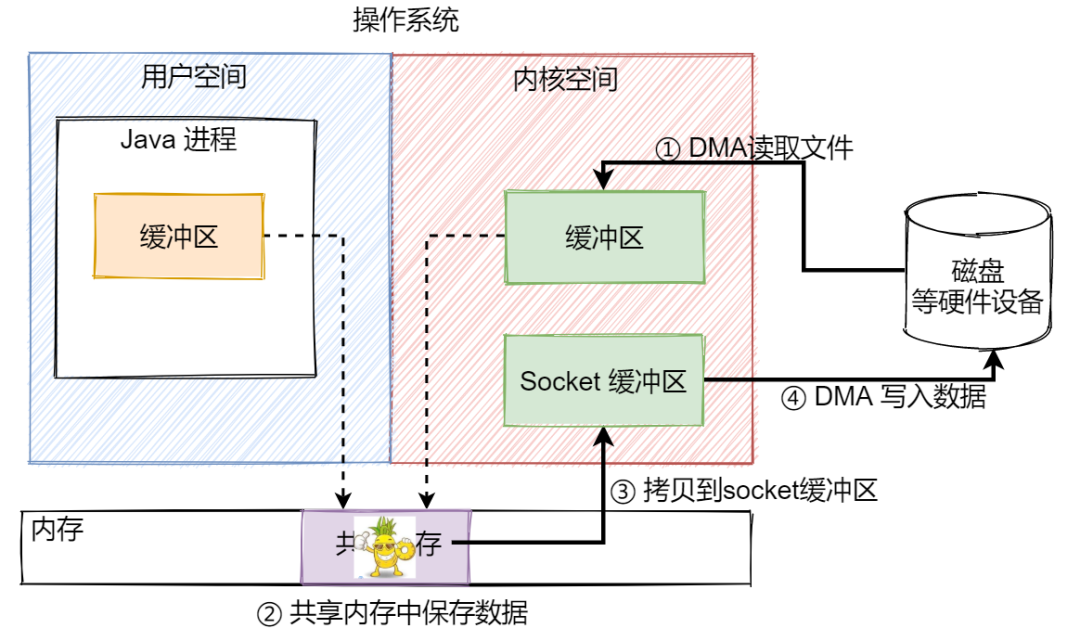 操作系统
用户空间
内核空间
Java 进程
① DMA读取文件
缓冲区
缓冲区
磁盘
等硬件设备
Socket 缓冲区
④ DMA 写入数据
③ 拷贝到socket缓冲区
内存
共
存
② 共享内存中保存数据